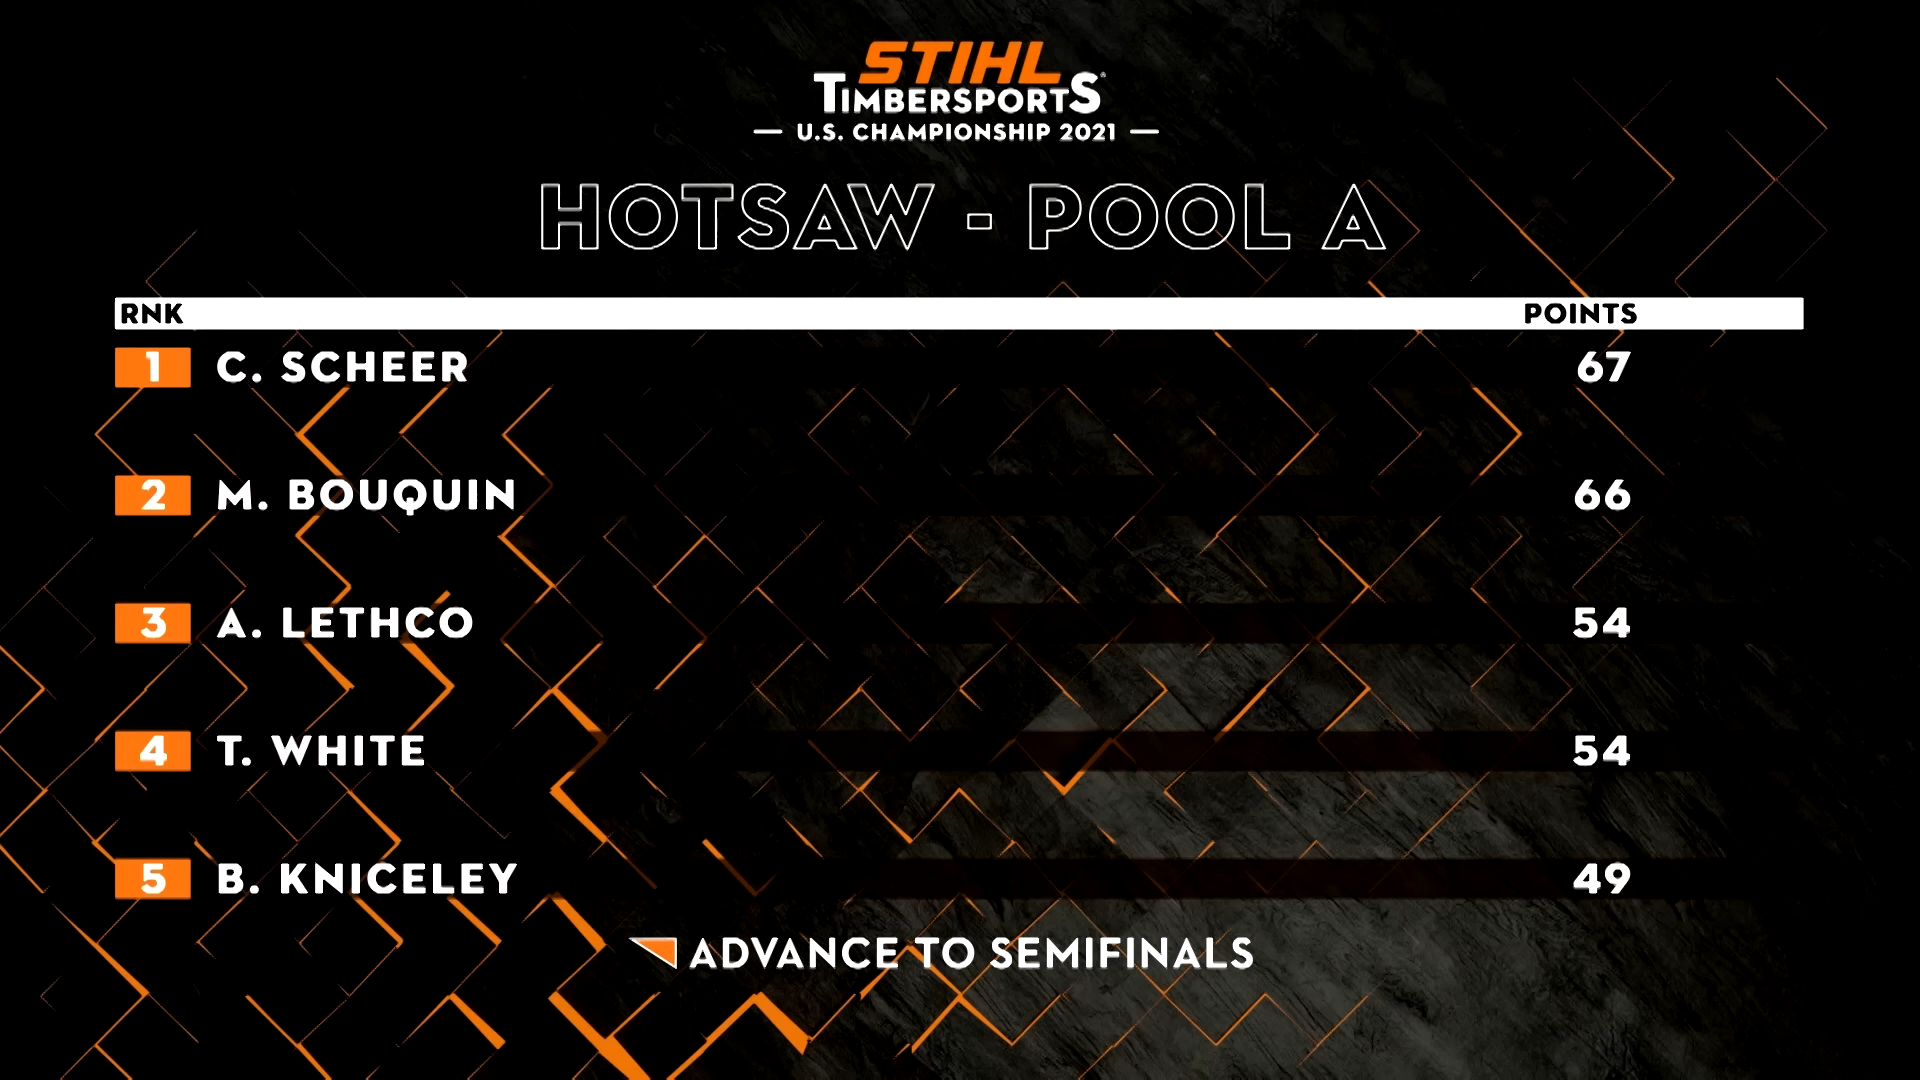 STIHL
TIMBERSPORTS®
— U.S. CHAMPIONSHIP 2021 —
HOTSAW - POOL A
RNK POINTS
1 C. SCHEER 67
2 M. BOUQUIN 66
3 A. LETHCO 54
4 T. WHITE 54
5 B. KNICELEY 49
ADVANCE TO SEMIFINALS